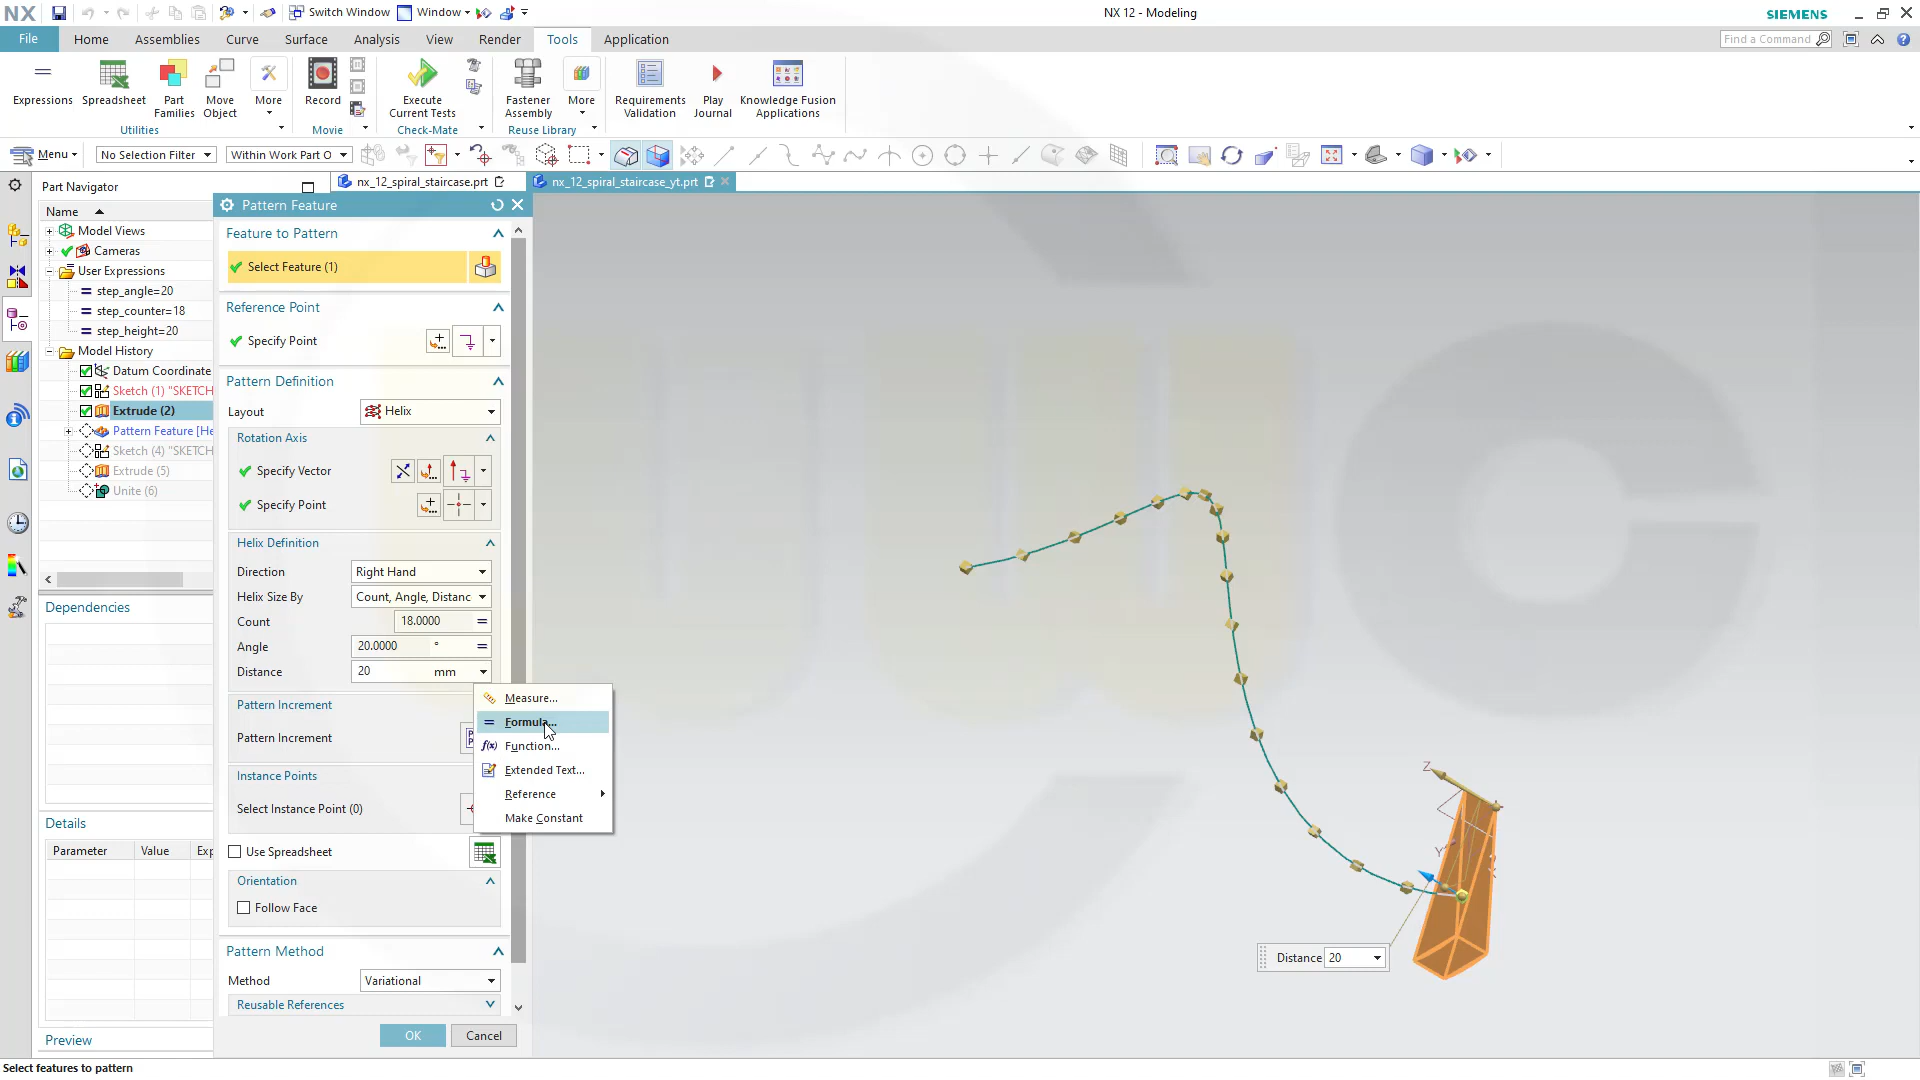 NX
Switch Window
Window
NX 12 - Modeling
SIEMENS
File
Home
Assemblies
Curve
Surface
Analysis
View
Render
Tools
Application
Find a Command
Expressions
Spreadsheet
Part Families
Move Object
More
Record
Execute Current Tests
Fastener Assembly
More
Requirements Validation
Play Journal
Knowledge Fusion Applications
Utilities
Movie
Check-Mate
Reuse Library
Menu
No Selection Filter
Within Work Part O
Part Navigator
nx_12_spiral_staircase.prt
nx_12_spiral_staircase_yt.prt
Name
Model Views
Cameras
User Expressions
step_angle=20
step_counter=18
step_height=20
Model History
Datum Coordinate
Sketch (1) "SKETCH
Extrude (2)
Pattern Feature [He
Sketch (4) "SKETCH
Extrude (5)
Unite (6)
Dependencies
Details
Parameter
Value
Exp
Preview
Pattern Feature
Feature to Pattern
Select Feature (1)
Reference Point
Specify Point
Pattern Definition
Layout
Helix
Rotation Axis
Specify Vector
Specify Point
Helix Definition
Direction
Right Hand
Helix Size By
Count, Angle, Distanc
Count
18.0000
Angle
20.0000 °
Distance
20 mm
Pattern Increment
Pattern Increment
Instance Points
Select Instance Point (0)
Use Spreadsheet
Orientation
Follow Face
Pattern Method
Method
Variational
Reusable References
OK
Cancel
Measure...
Formula...
Function...
Extended Text...
Reference
Make Constant
Z
Y
Distance 20
Select features to pattern